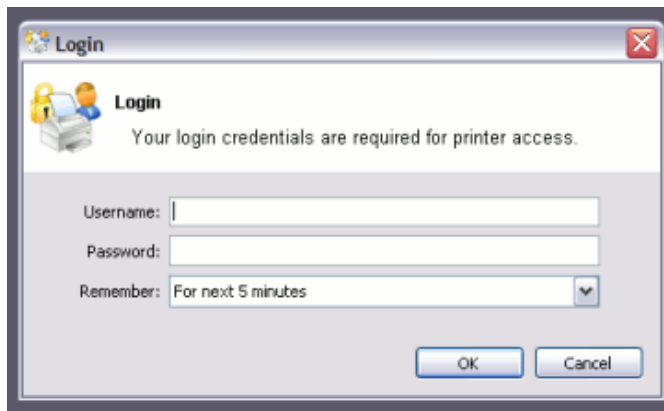 Login
Login
Your login credentials are required for printer access.
Username:
Password:
Remember: For next 5 minutes
OK Cancel